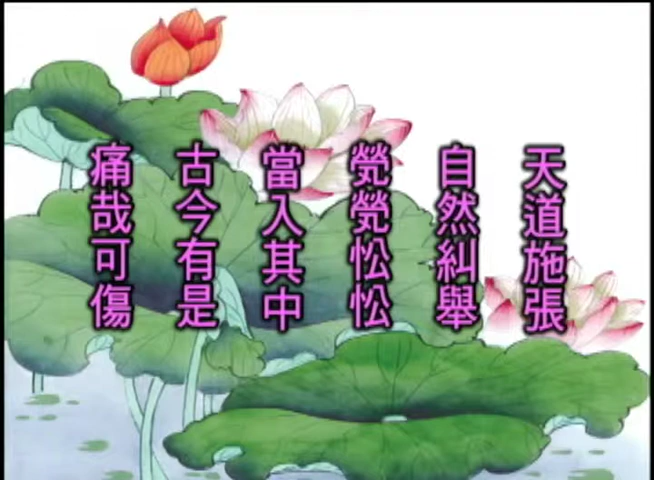 天道施張
自然糾舉
煢煢忪忪
當入其中
古今有是
痛哉可傷